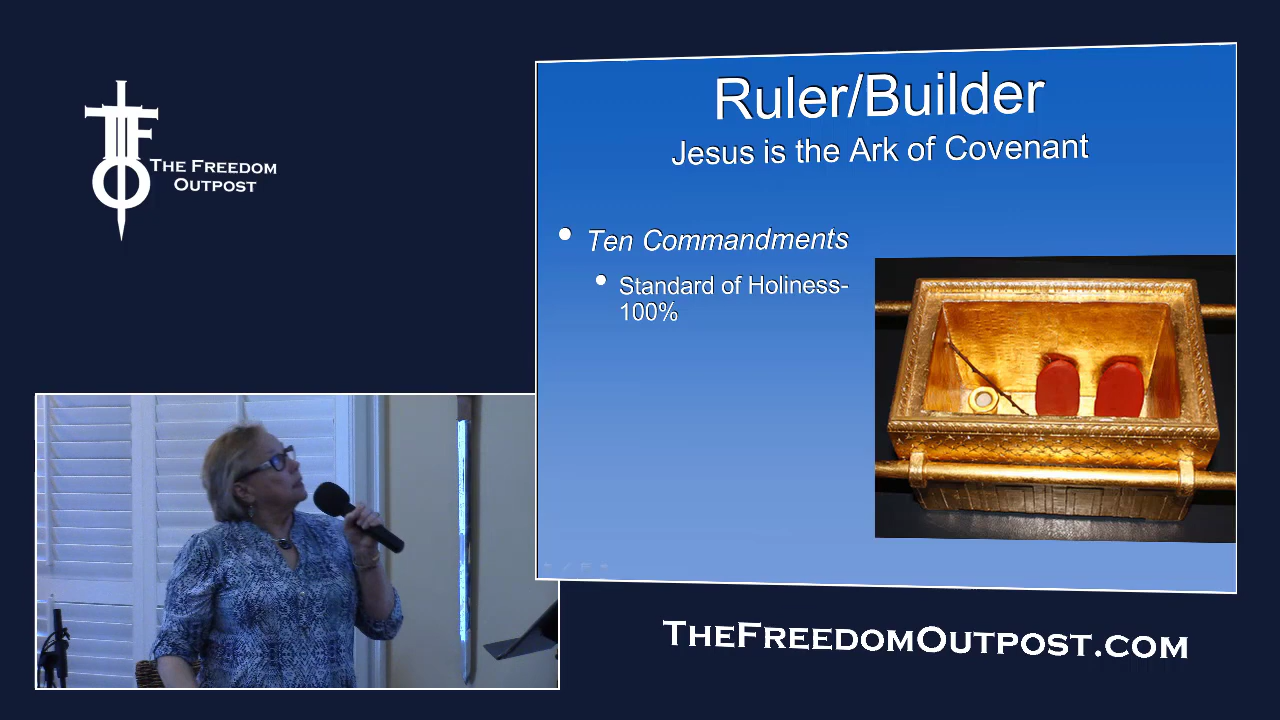 TF
THE FREEDOM
OUTPOST
Ruler/Builder
Jesus is the Ark of Covenant
Ten Commandments
Standard of Holiness-
100%
THEFREEDOMOUTPOST.COM